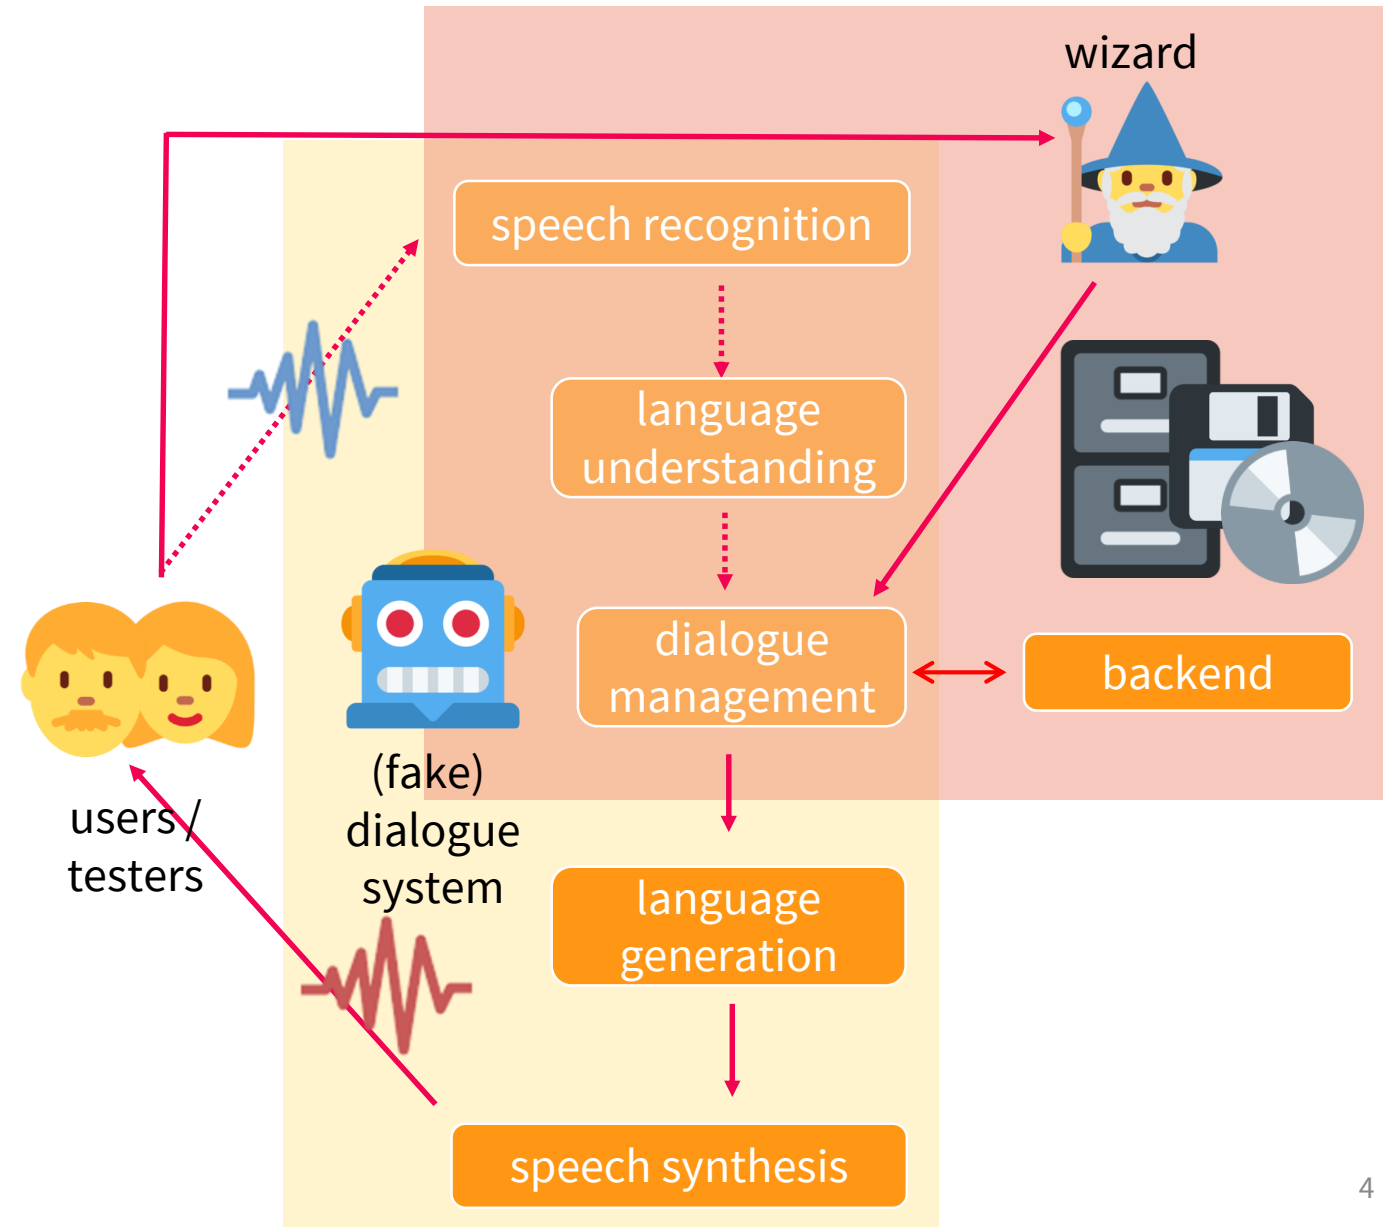 wizard
speech recognition
language
understanding
dialogue
management
backend
(fake)
dialogue
system
users /
testers
language
generation
speech synthesis
4